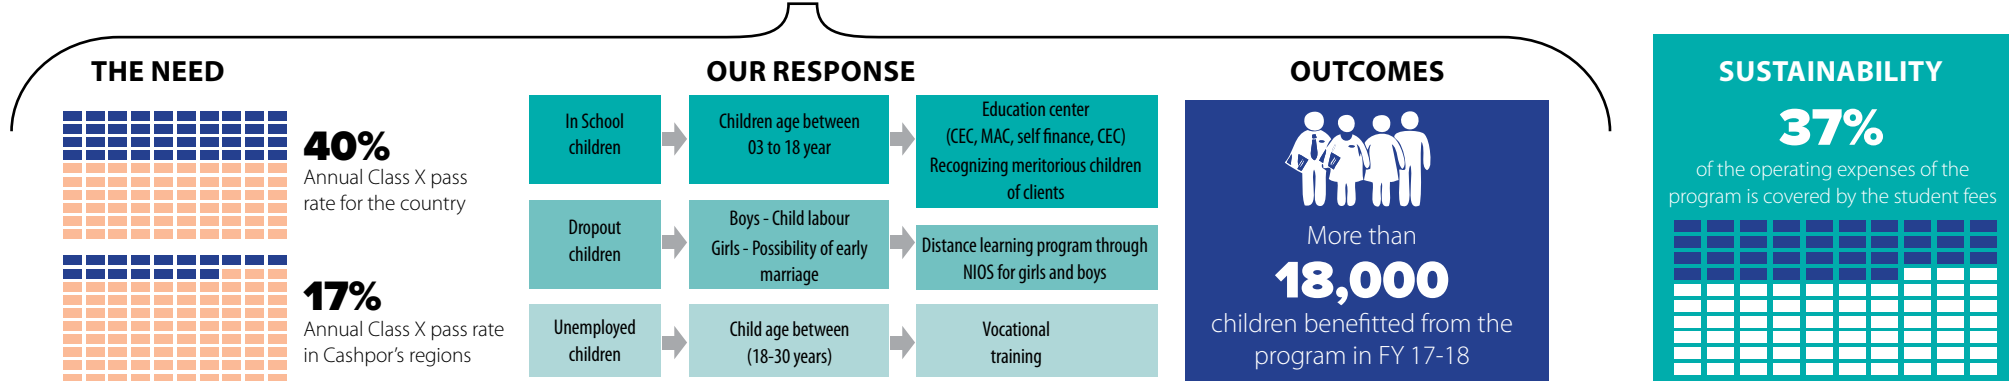 THE NEED
40%
Annual Class X pass
rate for the country
17%
Annual Class X pass rate
in Cashpor's regions
OUR RESPONSE
In School
children
Children age between
03 to 18 year
Education center
(CEC, MAC, self finance, CEC)
Recognizing meritorious children
of clients
Dropout
children
Boys - Child labour
Girls - Possibility of early
marriage
Distance learning program through
NIOS for girls and boys
Unemployed
children
Child age between
(18-30 years)
Vocational
training
OUTCOMES
More than
18,000
children benefitted from the
program in FY 17-18
SUSTAINABILITY
37%
of the operating expenses of the
program is covered by the student fees